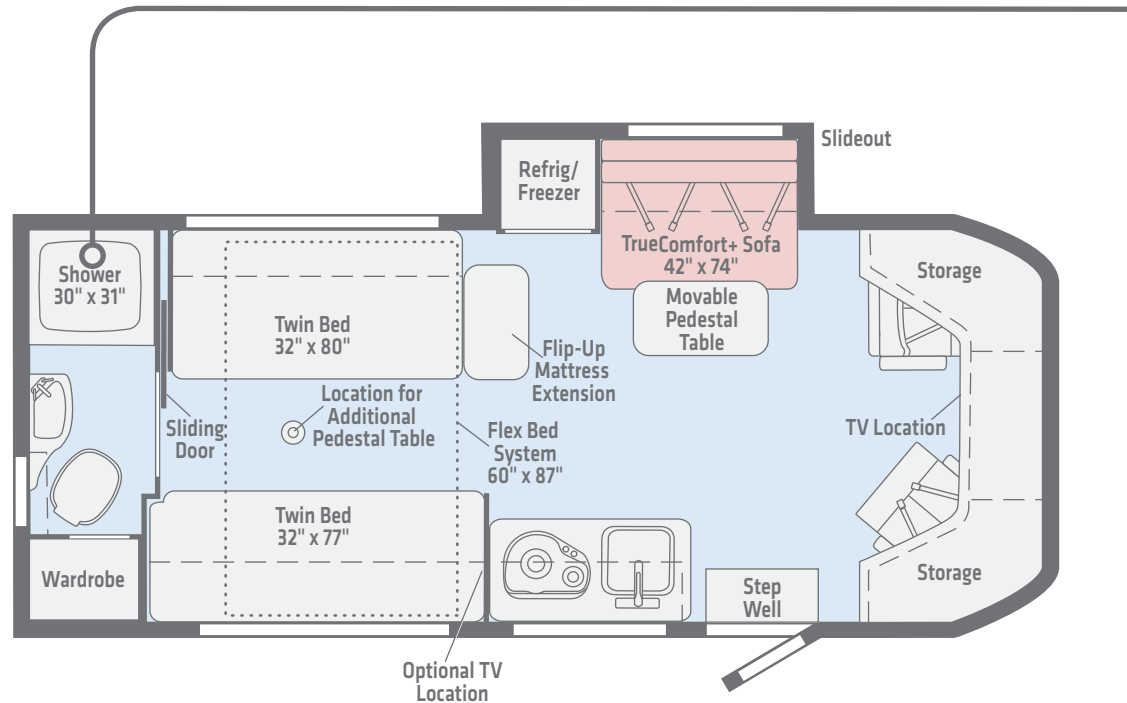 Slideout
Refrig/
Freezer
TrueComfort+ Sofa
42" x 74"
Storage
Shower
30" x 31"
Movable
Pedestal
Table
Twin Bed
32" x 80"
Flip-Up
Mattress
Extension
Location for
Additional
Pedestal Table
Sliding
Door
Flex Bed
System
60" x 87"
TV Location
Twin Bed
32" x 77"
Wardrobe
Step
Well
Storage
Optional TV
Location